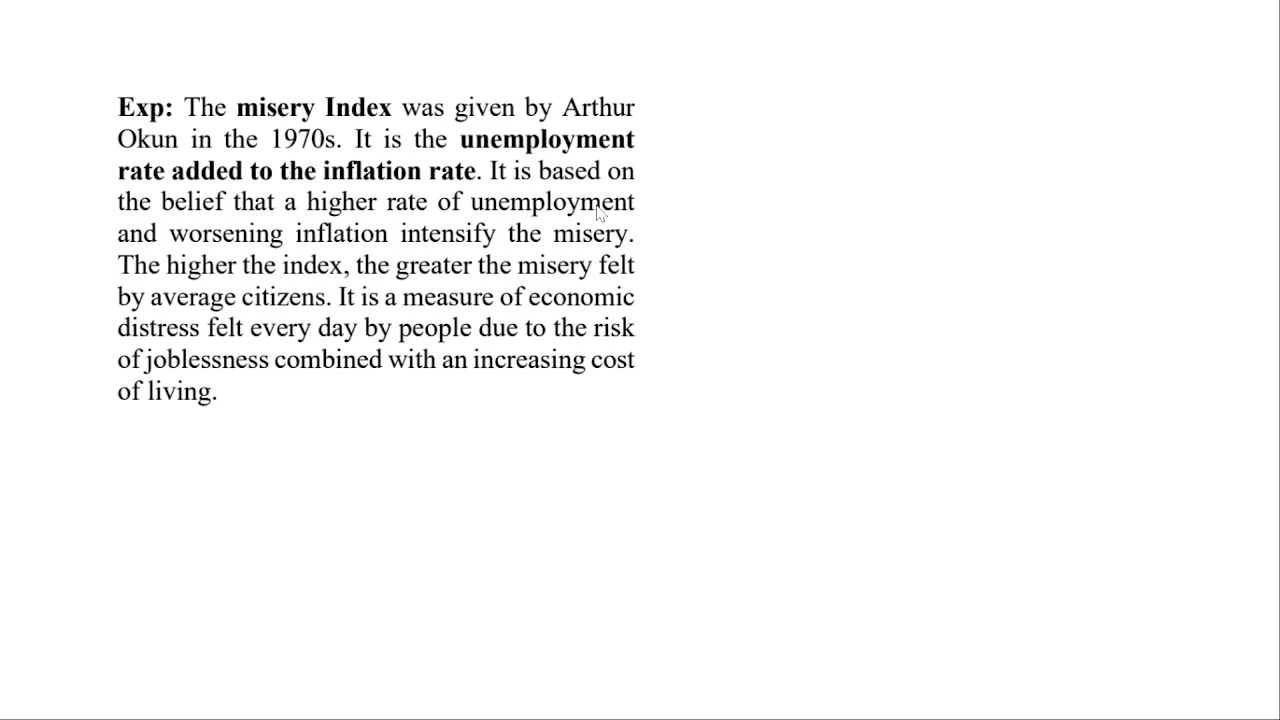 Exp: The misery Index was given by Arthur
Okun in the 1970s. It is the unemployment
rate added to the inflation rate. It is based on
the belief that a higher rate of unemployment
and worsening inflation intensify the misery.
The higher the index, the greater the misery felt
by average citizens. It is a measure of economic
distress felt every day by people due to the risk
of joblessness combined with an increasing cost
of living.